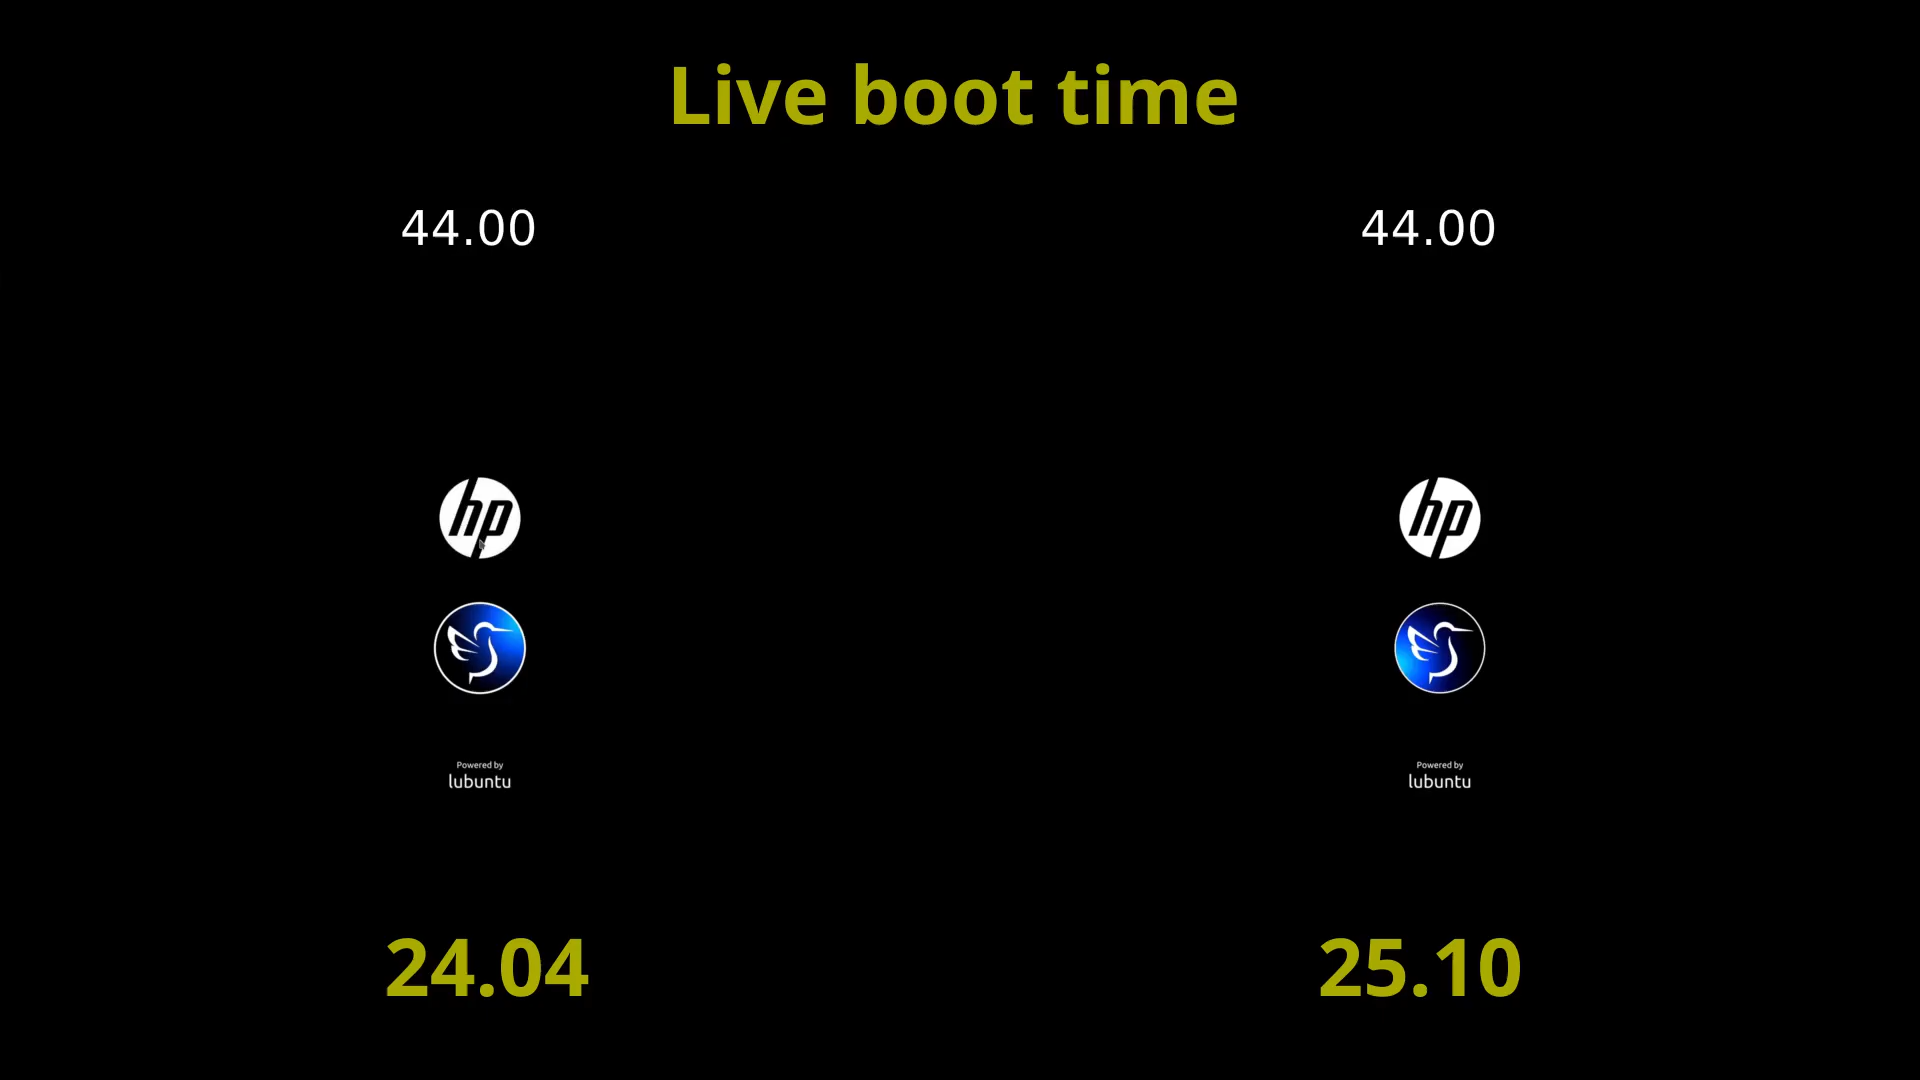 Live boot time
44.00 44.00
hp hp
Powered by Powered by
lubuntu lubuntu
24.04 25.10